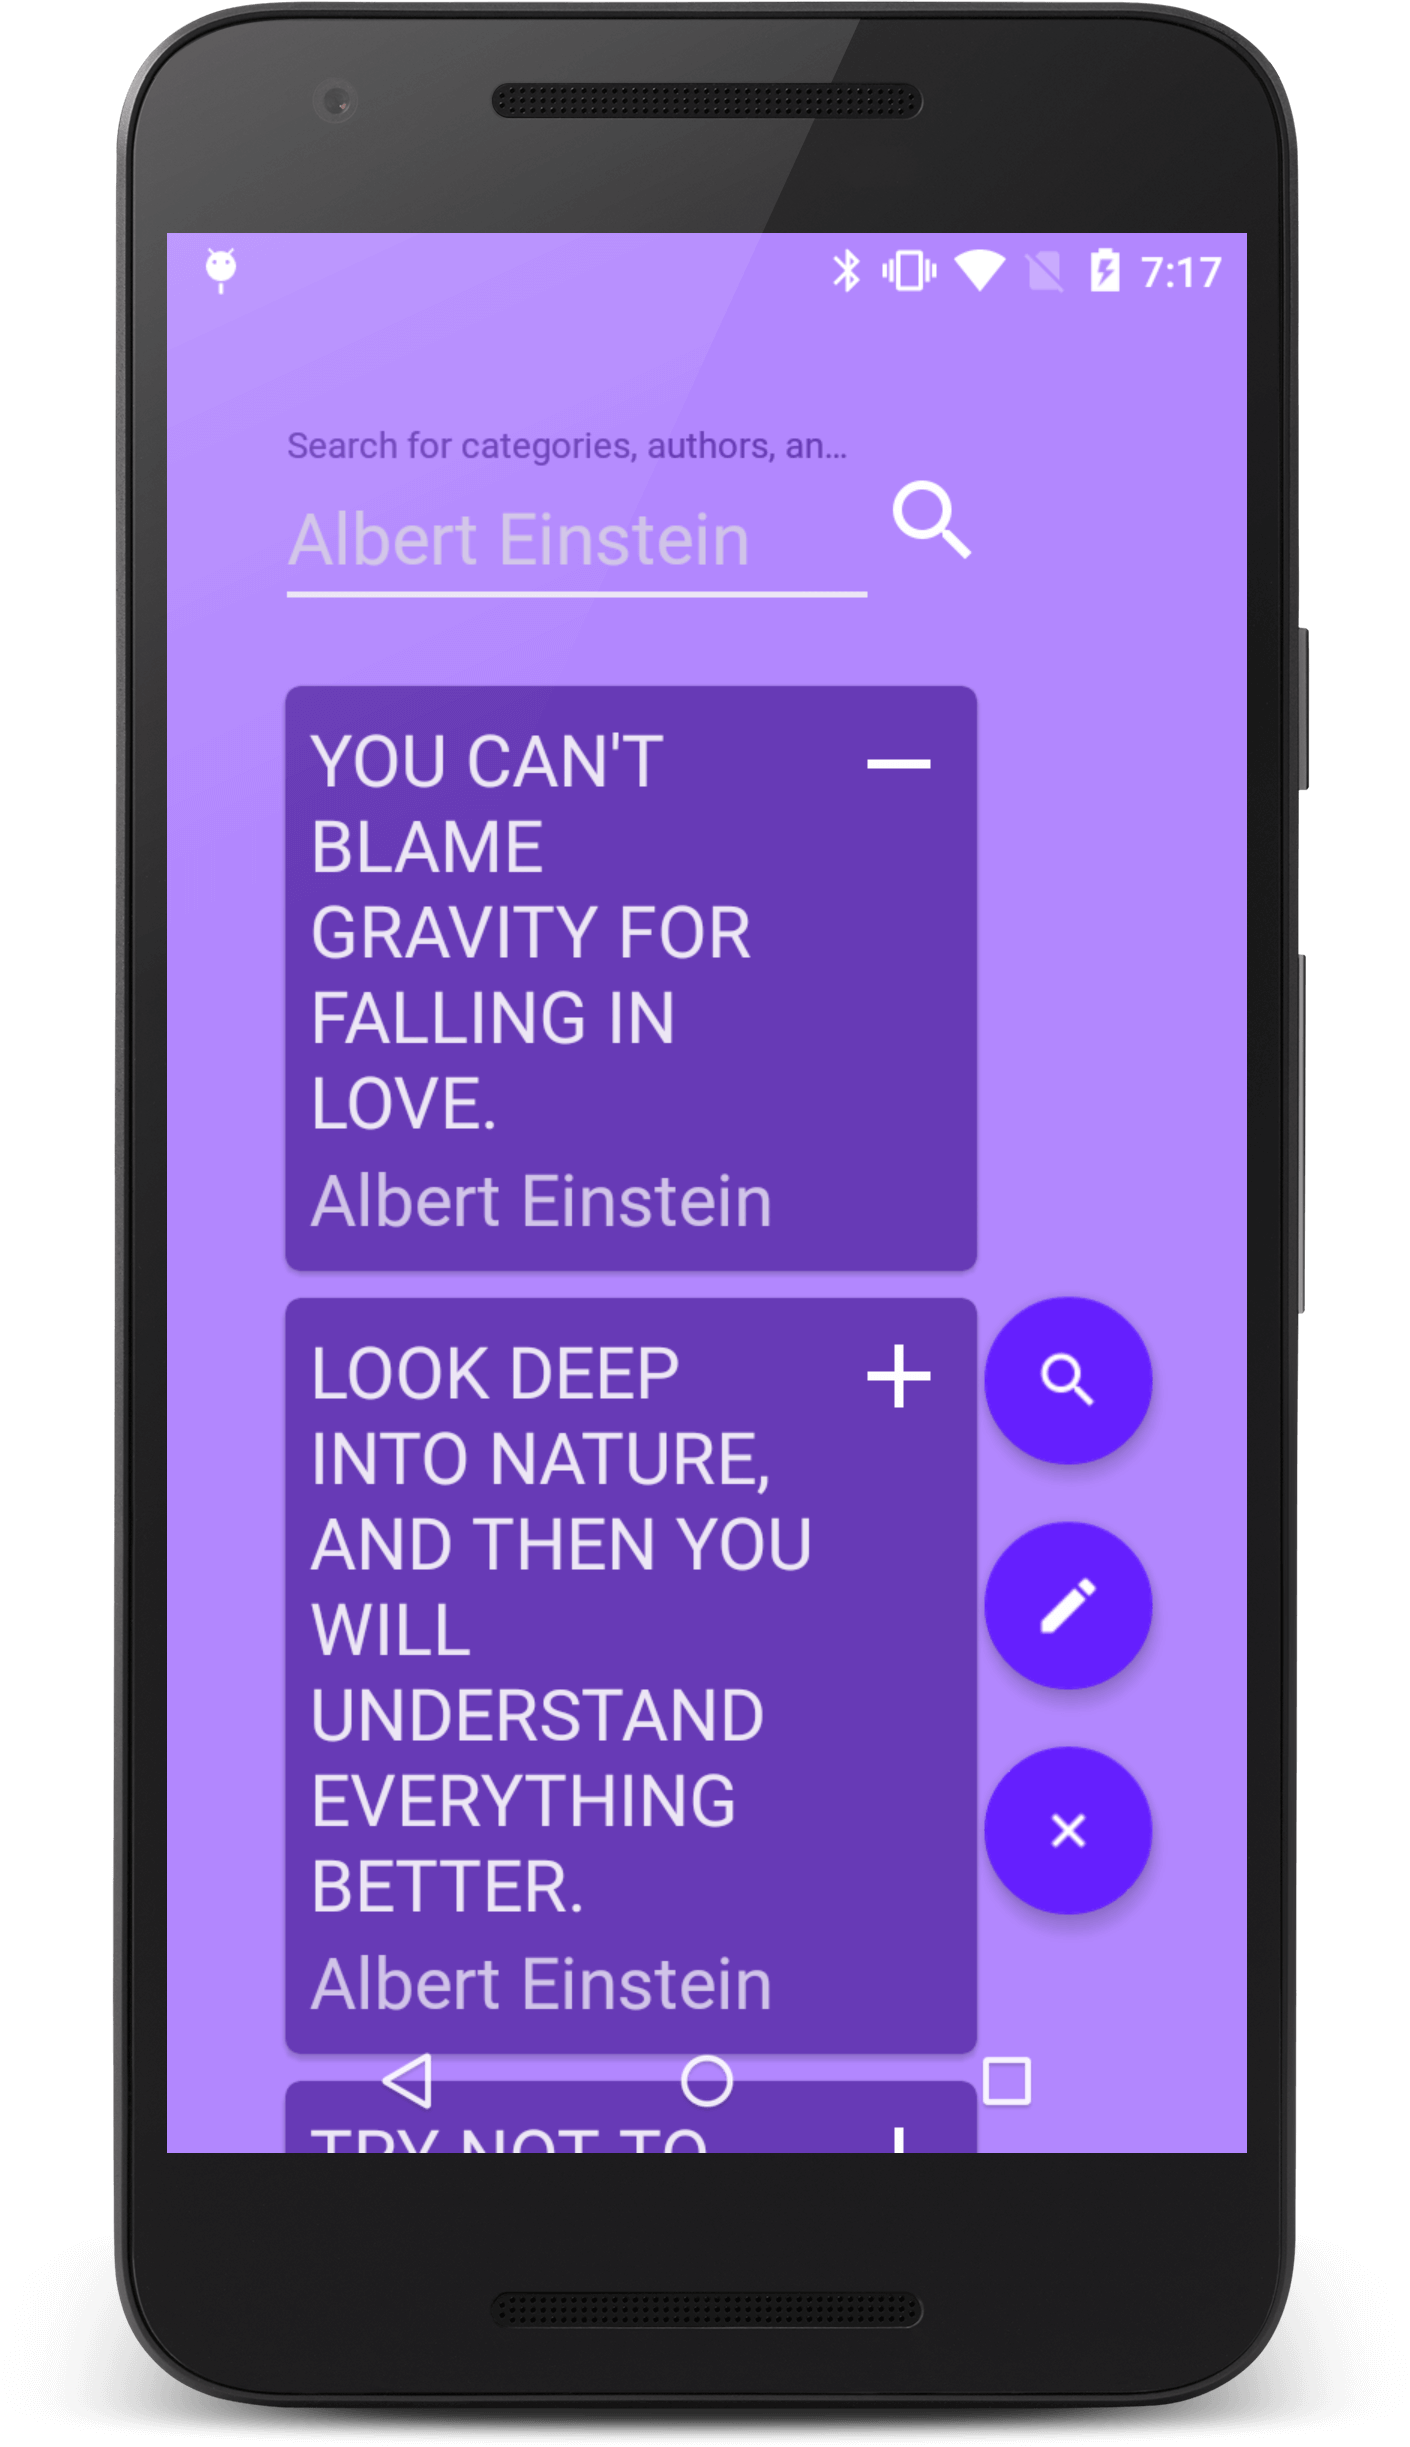 7:17
Search for categories, authors, an...
Albert Einstein
YOU CAN'T
BLAME
GRAVITY FOR
FALLING IN
LOVE.
Albert Einstein
LOOK DEEP
INTO NATURE,
AND THEN YOU
WILL
UNDERSTAND
EVERYTHING
BETTER.
Albert Einstein
TRY NOT TO